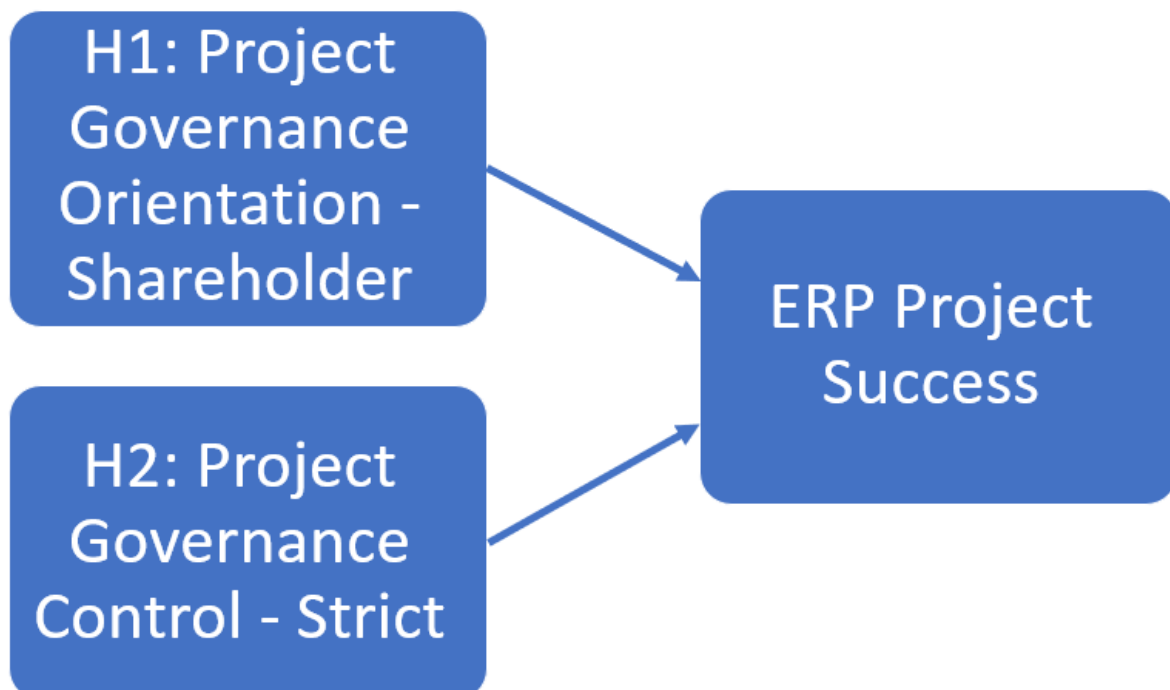 H1: Project
Governance
Orientation -
Shareholder
H2: Project
Governance
Control - Strict
ERP Project
Success